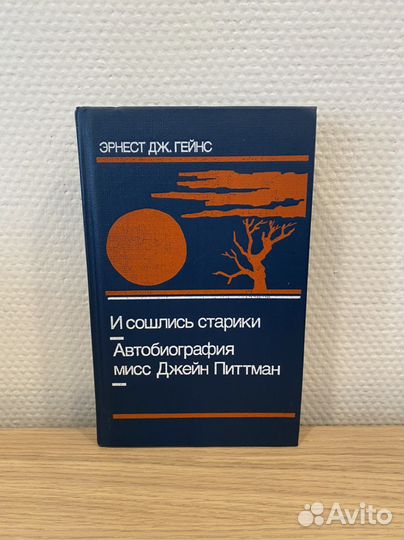 ЭРНЕСТ ДЖ. ГЕЙНС
И сошлись старики
Автобиография
мисс Джейн Питтман
Avito